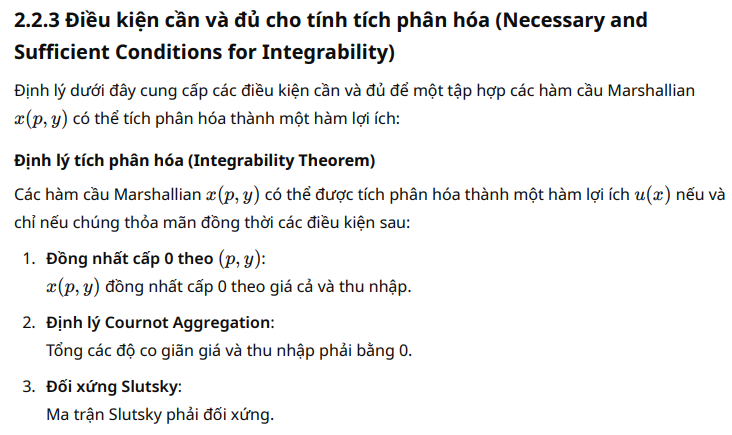 2.2.3 Điều kiện cần và đủ cho tính tích phân hóa (Necessary and
Sufficient Conditions for Integrability)
Định lý dưới đây cung cấp các điều kiện cần và đủ để một tập hợp các hàm cầu Marshallian
x(p, y) có thể tích phân hóa thành một hàm lợi ích:
Định lý tích phân hóa (Integrability Theorem)
Các hàm cầu Marshallian x(p, y) có thể được tích phân hóa thành một hàm lợi ích u(x) nếu và
chỉ nếu chúng thỏa mãn đồng thời các điều kiện sau:
1. Đồng nhất cấp 0 theo (p, y):
x(p, y) đồng nhất cấp 0 theo giá cả và thu nhập.
2. Định lý Cournot Aggregation:
Tổng các độ co giãn giá và thu nhập phải bằng 0.
3. Đối xứng Slutsky:
Ma trận Slutsky phải đối xứng.